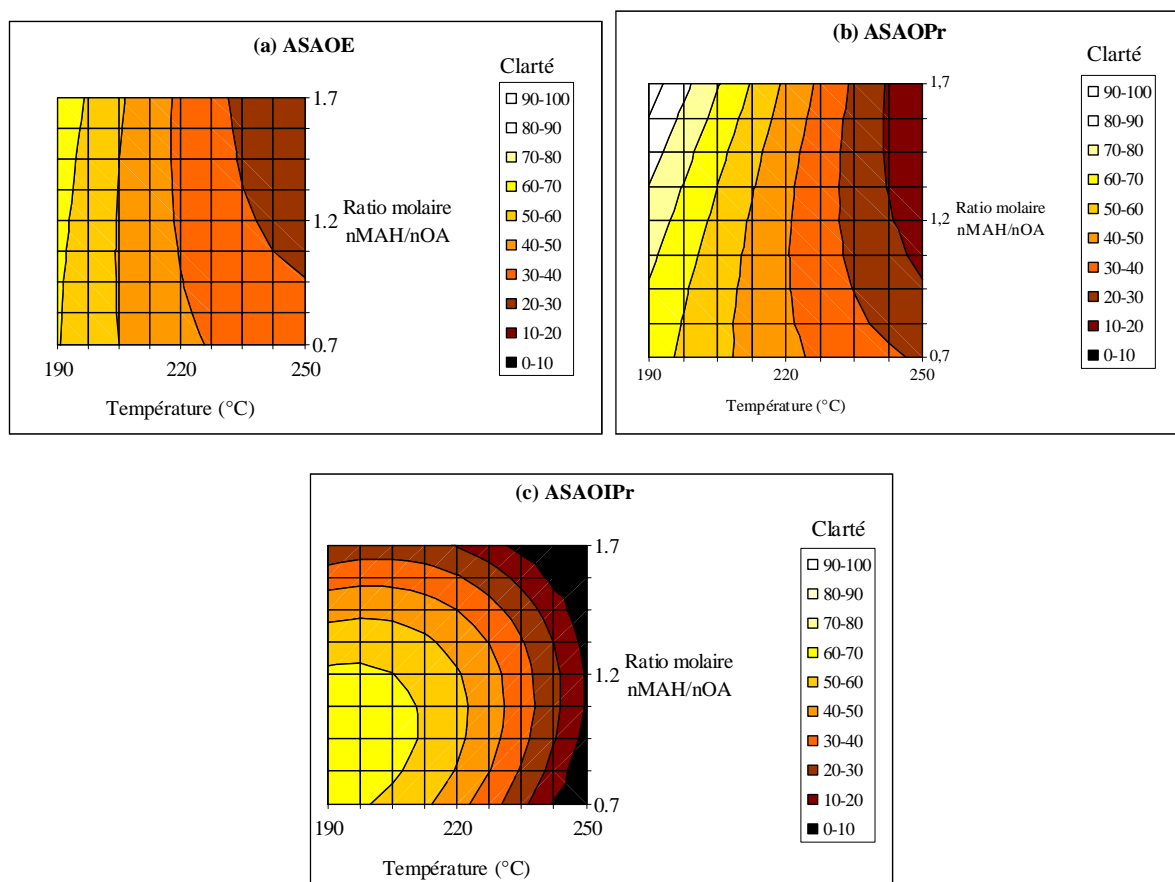 (a) ASAOE
Clarté
90-100
80-90
70-80
60-70
50-60
40-50
30-40
20-30
10-20
0-10
1.7
1.2
0.7
Ratio molaire
nMAH/nOA
190 220 250
Température (°C)
(b) ASAOPr
Clarté
90-100
80-90
70-80
60-70
50-60
40-50
30-40
20-30
10-20
0-10
1,7
1,2
0,7
Ratio molaire
nMAH/nOA
190 220 250
Température (°C)
(c) ASAOIPr
Clarté
90-100
80-90
70-80
60-70
50-60
40-50
30-40
20-30
10-20
0-10
1.7
1.2
0.7
Ratio molaire
nMAH/nOA
190 220 250
Température (°C)